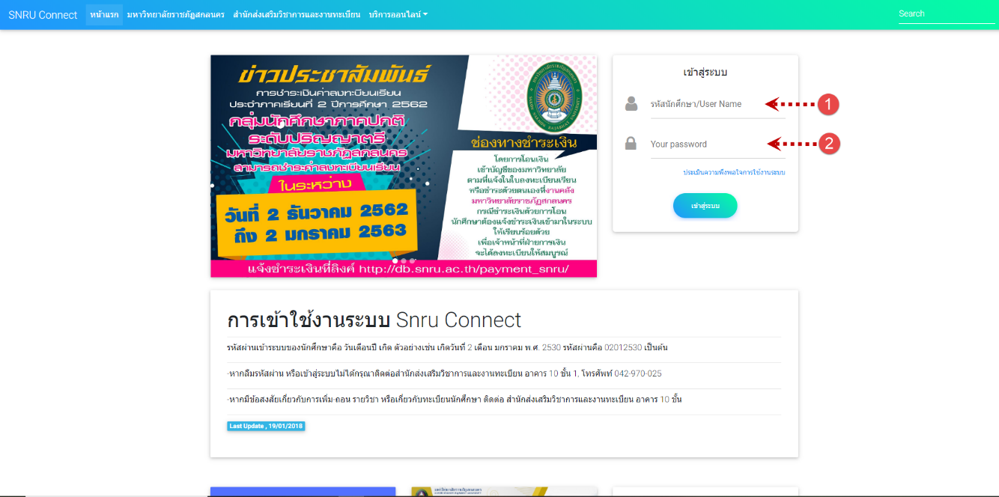 SNRU Connect หน้าแรก มหาวิทยาลัยราชภัฏสกลนคร สำนักส่งเสริมวิชาการและงานทะเบียน บริการออนไลน์ Search
ข่าวประชาสัมพันธ์
การชำระเงินค่าลงทะเบียนเรียน
ประจำภาคเรียนที่ 2 ปีการศึกษา 2562
กลุ่มนักศึกษาภาคปกติ
ระดับปริญญาตรี
มหาวิทยาลัยราชภัฏสกลนคร
สามารถชำระค่าลงทะเบียนเรียน
ในระหว่าง
วันที่ 2 ธันวาคม 2562
ถึง 2 มกราคม 2563
ช่องทางชำระเงิน
โดยการโอนเงิน
เข้าบัญชีของมหาวิทยาลัย
ตามที่แจ้งในใบลงทะเบียนเรียน
หรือชำระด้วยตนเองที่งานคลัง
มหาวิทยาลัยราชภัฏสกลนคร
กรณีชำระเงินด้วยการโอน
นักศึกษาต้องแจ้งชำระเงินเข้ามาในระบบ
ให้เรียบร้อยด้วย
เพื่อเจ้าหน้าที่ฝ่ายการเงิน
จะได้ลงทะเบียนให้สมบูรณ์
แจ้งชำระเงินที่ลิงค์ http://db.snru.ac.th/payment_snru/
เข้าสู่ระบบ
รหัสนักศึกษา/User Name 1
Your password 2
ประเมินความพึงพอใจการใช้งานระบบ
เข้าสู่ระบบ
การเข้าใช้งานระบบ Snru Connect
รหัสผ่านเข้าระบบของนักศึกษาคือ วันเดือนปี เกิด ตัวอย่างเช่น เกิดวันที่ 2 เดือน มกราคม พ.ศ. 2530 รหัสผ่านคือ 02012530 เป็นต้น
-หากลืมรหัสผ่าน หรือเข้าสู่ระบบไม่ได้กรุณาติดต่อสำนักส่งเสริมวิชาการและงานทะเบียน อาคาร 10 ชั้น 1, โทรศัพท์ 042-970-025
-หากมีข้อสงสัยเกี่ยวกับการเพิ่ม-ถอน รายวิชา หรือเกี่ยวกับทะเบียนนักศึกษา ติดต่อ สำนักส่งเสริมวิชาการและงานทะเบียน อาคาร 10 ชั้น
Last Update , 19/01/2018